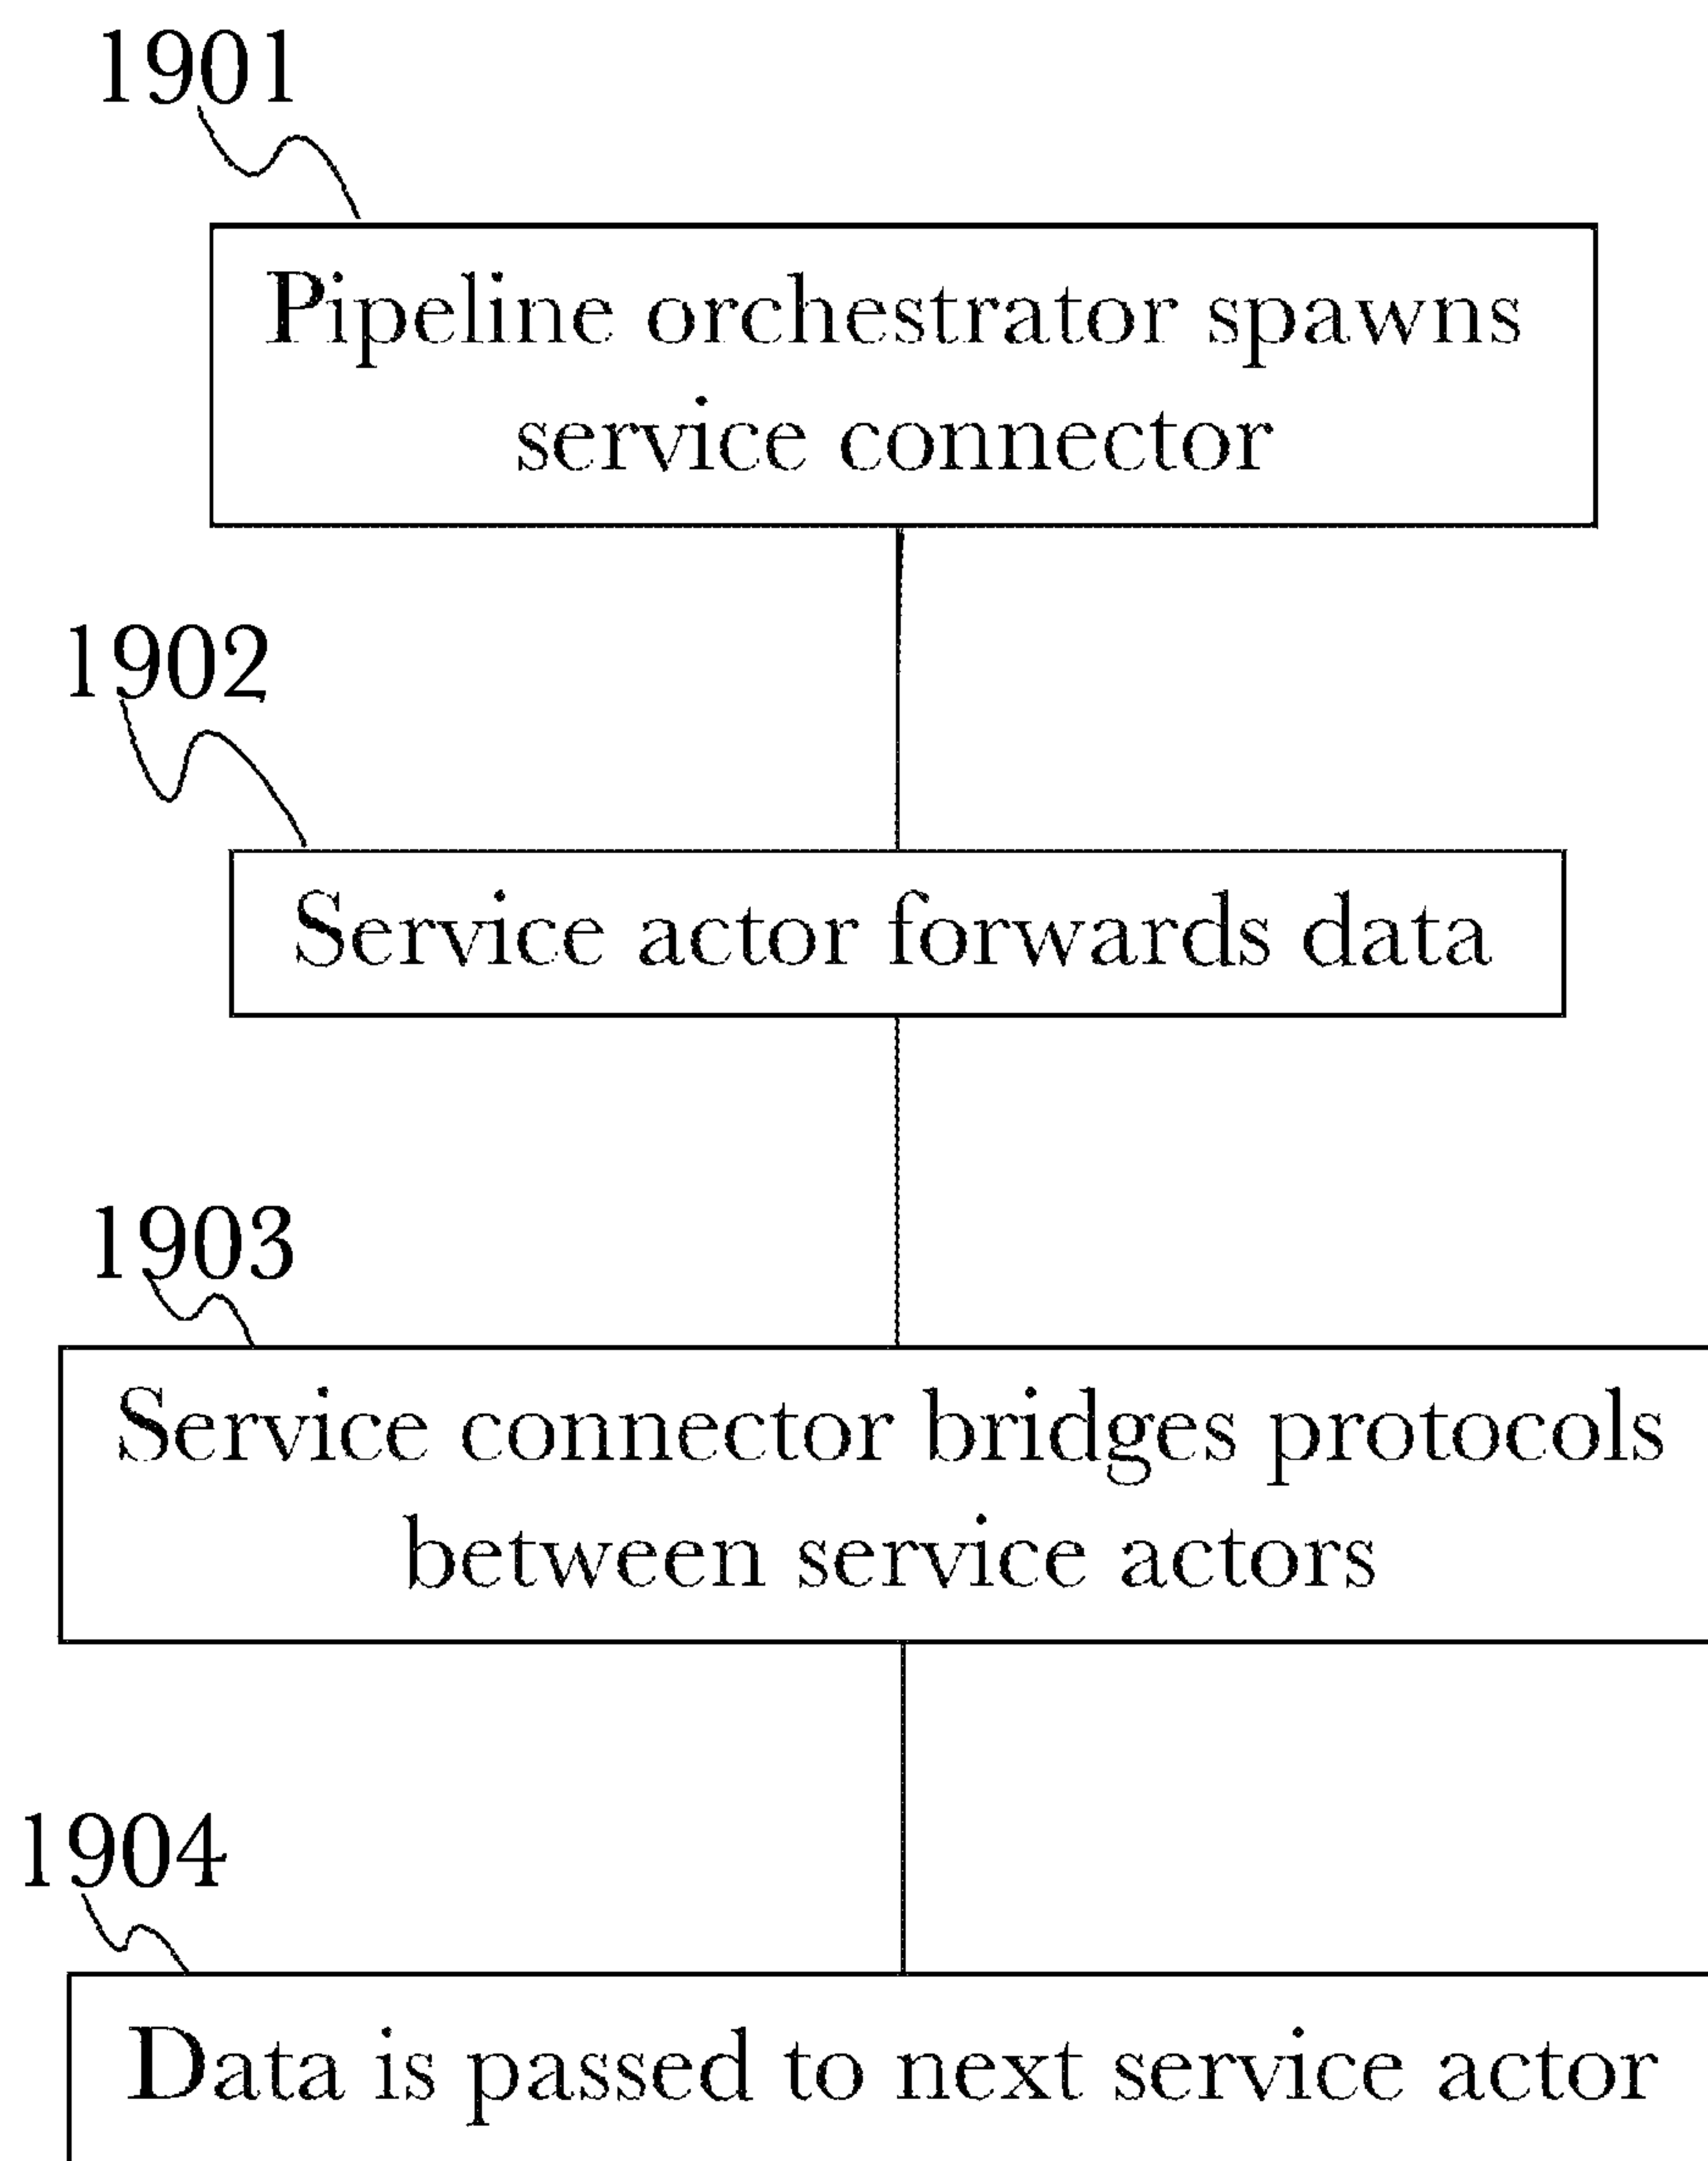 1901
Pipeline orchestrator spawns
service connector
1902
Service actor forwards data
1903
Service connector bridges protocols
between service actors
1904
Data is passed to next service actor